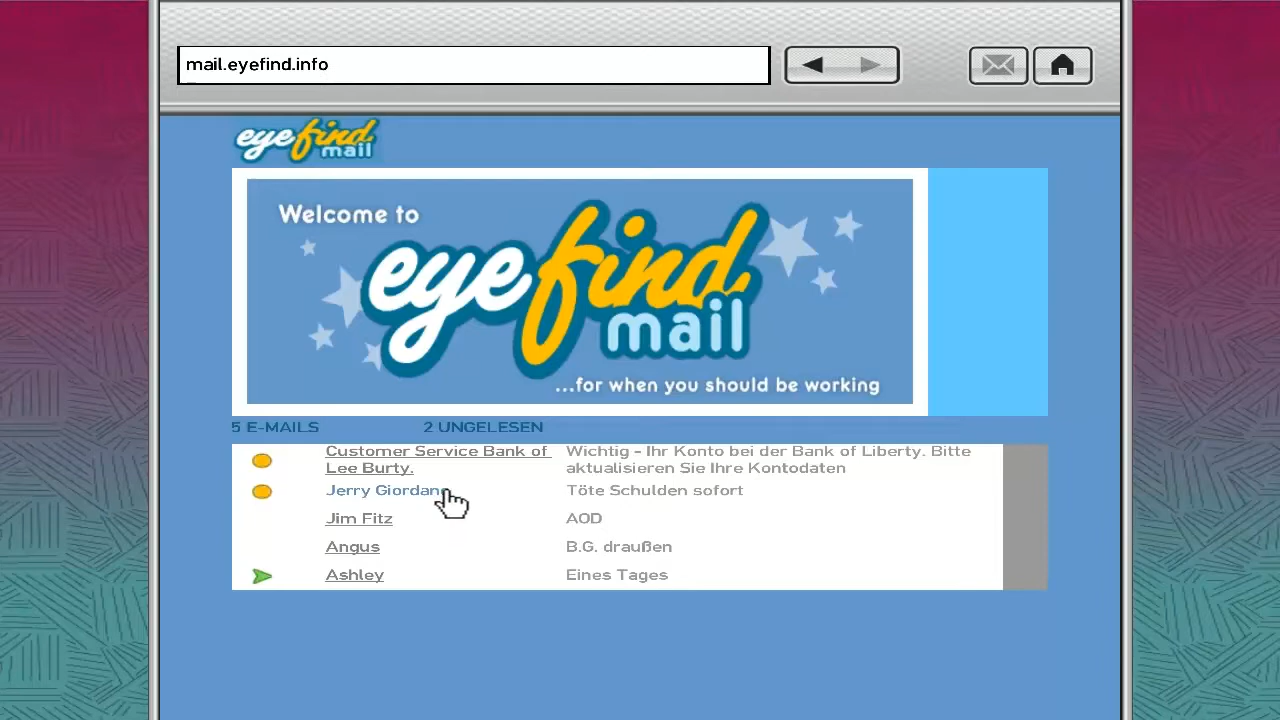 mail.eyefind.info
eyefind
mail
Welcome to
eyefind
mail
...for when you should be working
5 E-MAILS 2 UNGELESEN
Customer Service Bank of Wichtig - Ihr Konto bei der Bank of Liberty. Bitte
Lee Burty. aktualisieren Sie Ihre Kontodaten
Jerry Giordano Töte Schulden sofort
Jim Fitz AOD
Angus B.G. draußen
Ashley Eines Tages